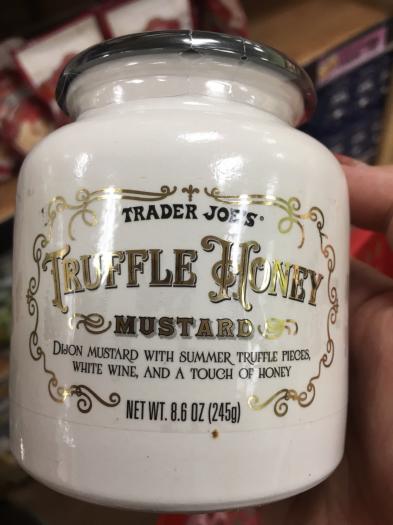 TRADER JOE'S®
TRUFFLE HONEY
MUSTARD
DIJON MUSTARD WITH SUMMER TRUFFLE PIECES,
WHITE WINE, AND A TOUCH OF HONEY
NET WT. 8.6 OZ (245g)